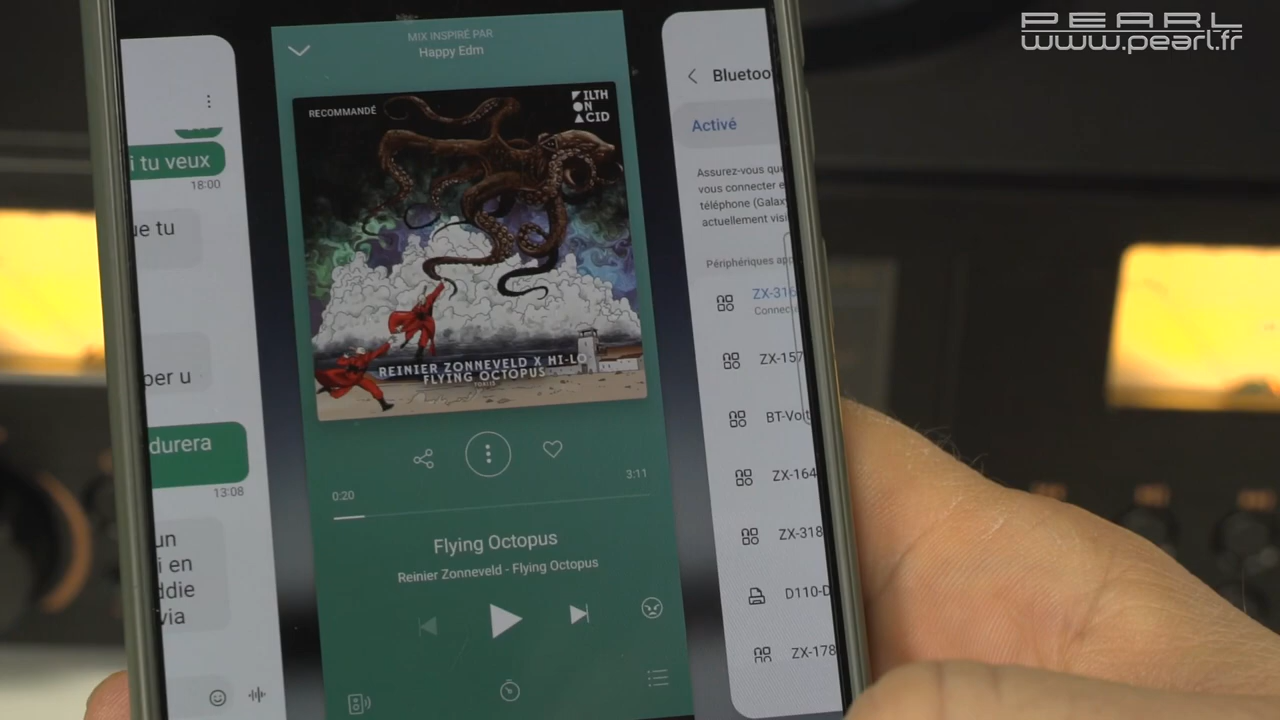 PEARL
www.pearl.fr
i tu veux
18:00
ue tu
per u
durera
13:08
un
i en
ddie
via
MIX INSPIRÉ PAR
Happy Edm
RECOMMANDÉ
FILTH
ON
ACID
REINIER ZONNEVELD X HI-LO
FLYING OCTOPUS
0:20
3:11
Flying Octopus
Reinier Zonneveld - Flying Octopus
Bluetoo
Activé
Assurez-vous que
vous connecter e
téléphone (Galax
actuellement visi
Périphériques app
ZX-316
Connec
ZX-157
BT-Volt
ZX-164
ZX-318
D110-D
ZX-178